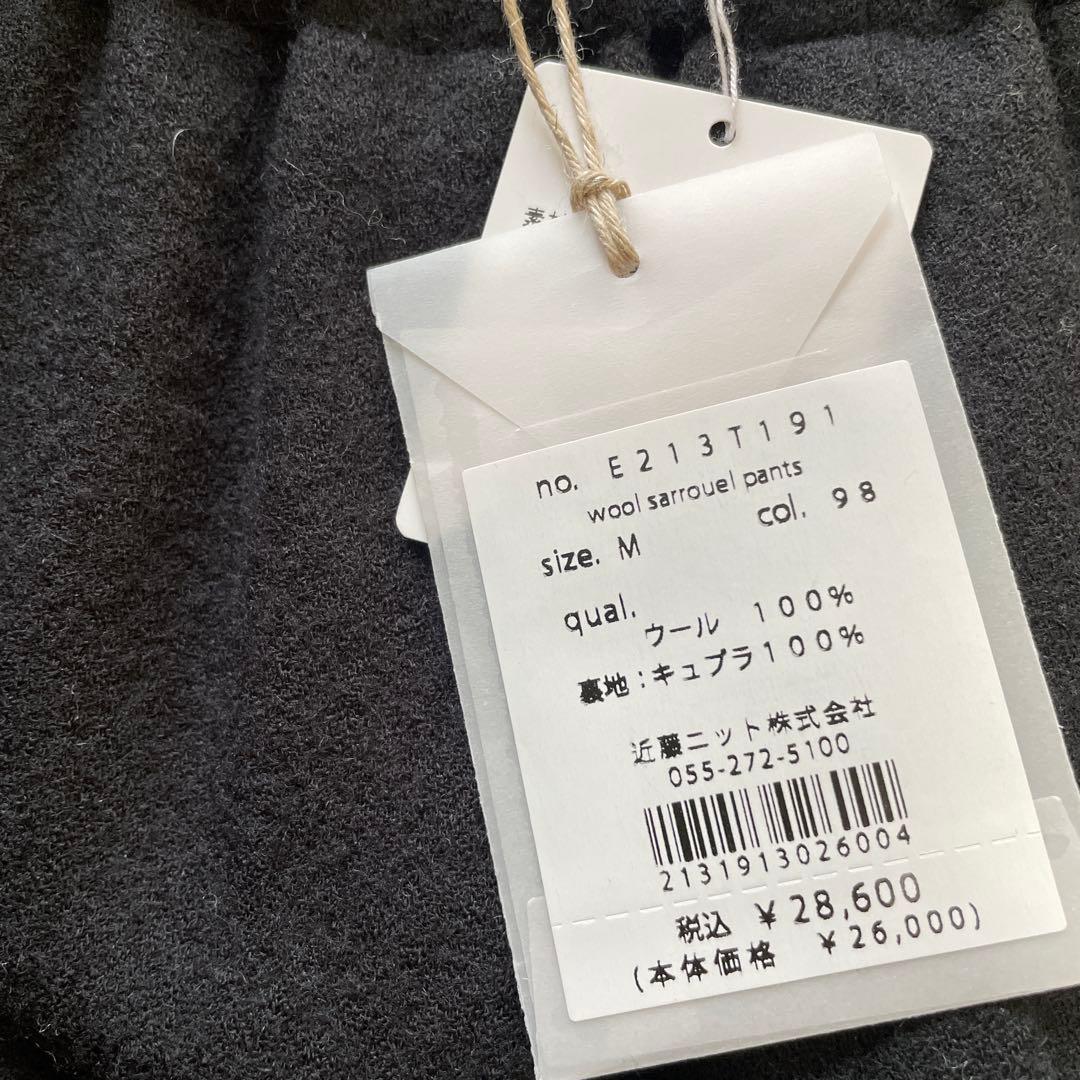 no. E213T191
wool sarrouel pants
size. M col. 98
qual.
ウール 100%
裏地:キュプラ100%
近藤ニット株式会社
055-272-5100
2131913026004
税込 ¥28,600
(本体価格 ¥26,000)